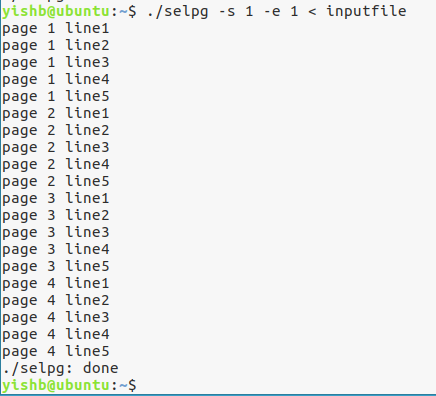 yishb@ubuntu:~$ ./selpg -s 1 -e 1 < inputfile
page 1 line1
page 1 line2
page 1 line3
page 1 line4
page 1 line5
page 2 line1
page 2 line2
page 2 line3
page 2 line4
page 2 line5
page 3 line1
page 3 line2
page 3 line3
page 3 line4
page 3 line5
page 4 line1
page 4 line2
page 4 line3
page 4 line4
page 4 line5
./selpg: done
yishb@ubuntu:~$